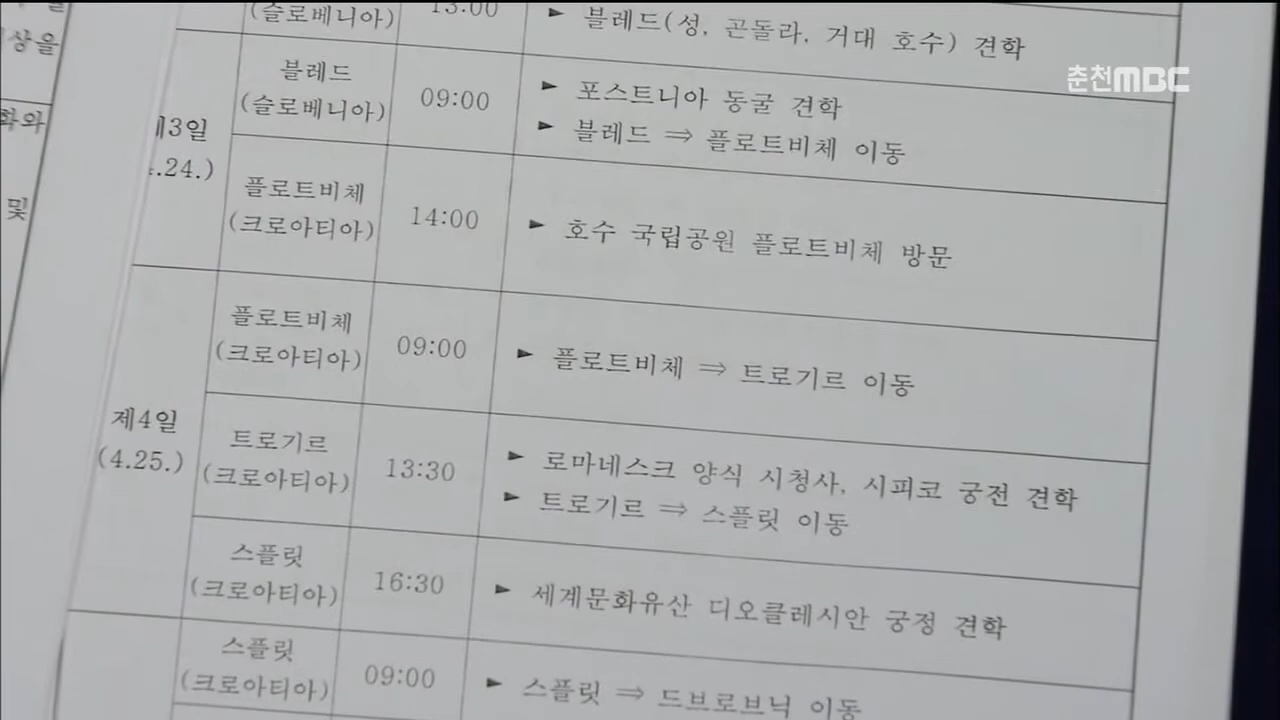 (슬로베니아)
13:00
► 블레드(성, 곤돌라, 거대 호수) 견학
춘천MBC
상을
화와
및
제3일
4.24.)
블레드
(슬로베니아)
09:00
► 포스트니아 동굴 견학
► 블레드 ⇒ 플로트비체 이동
플로트비체
(크로아티아)
14:00
► 호수 국립공원 플로트비체 방문
제4일
(4.25.)
플로트비체
(크로아티아)
09:00
► 플로트비체 ⇒ 트로기르 이동
트로기르
(크로아티아)
13:30
► 로마네스크 양식 시청사, 시피코 궁전 견학
► 트로기르 ⇒ 스플릿 이동
스플릿
(크로아티아)
16:30
► 세계문화유산 디오클레시안 궁정 견학
스플릿
(크로아티아)
09:00
► 스플릿 ⇒ 드브로브닉 이동